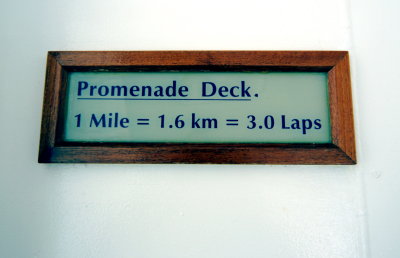 Promenade Deck.
1 Mile = 1.6 km = 3.0 Laps